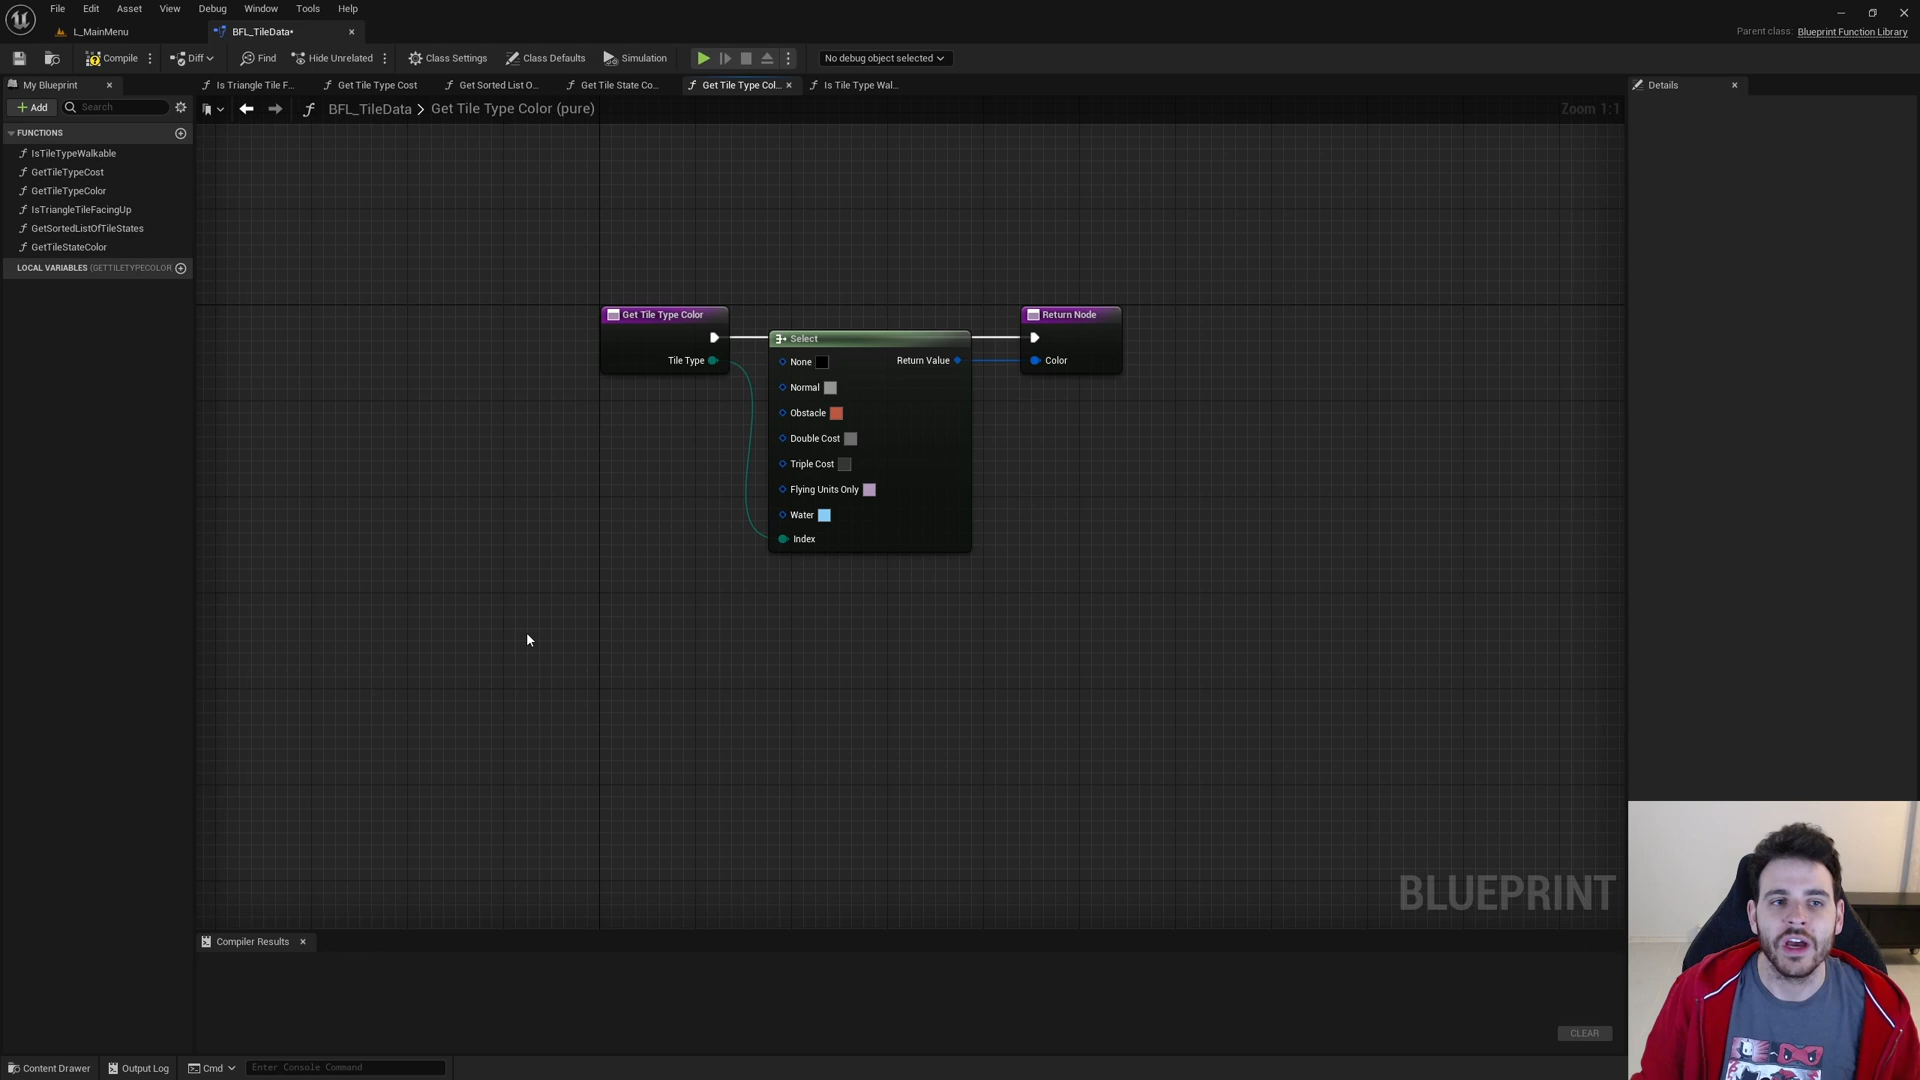 File Edit Asset View Debug Window Tools Help
L_MainMenu
BFL_TileData•
Parent class: Blueprint Function Library
Compile
Diff
Find
Hide Unrelated
Class Settings
Class Defaults
Simulation
No debug object selected
My Blueprint
Is Triangle Tile F...
Get Tile Type Cost
Get Sorted List O...
Get Tile State Co...
Get Tile Type Col...
Is Tile Type Wal...
Details
Add
Search
BFL_TileData > Get Tile Type Color (pure)
Zoom 1:1
FUNCTIONS
IsTileTypeWalkable
GetTileTypeCost
GetTileTypeColor
IsTriangleTileFacingUp
GetSortedListOfTileStates
GetTileStateColor
LOCAL VARIABLES (GETTILETYPECOLOR
Get Tile Type Color
Tile Type
Select
None
Return Value
Normal
Obstacle
Double Cost
Triple Cost
Flying Units Only
Water
Index
Return Node
Color
BLUEPRINT
Compiler Results
CLEAR
Content Drawer
Output Log
Cmd
Enter Console Command